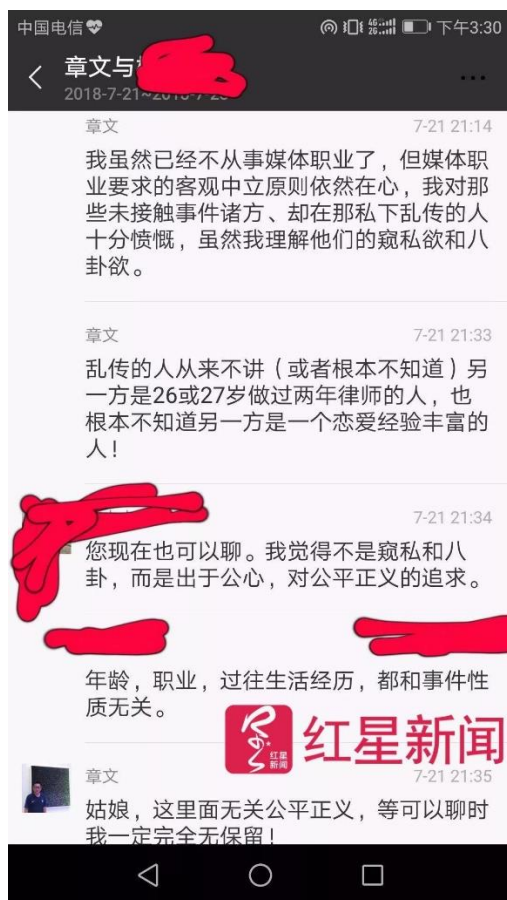 中国电信
下午3:30
章文与
2018-7-21~2018-7-28
章文
7-21 21:14
我虽然已经不从事媒体职业了，但媒体职
业要求的客观中立原则依然在心，我对那
些未接触事件诸方、却在那私下乱传的人
十分愤慨，虽然我理解他们的窥私欲和八
卦欲。
章文
7-21 21:33
乱传的人从来不讲（或者根本不知道）另
一方是26或27岁做过两年律师的人，也
根本不知道另一方是一个恋爱经验丰富的
人！
7-21 21:34
您现在也可以聊。我觉得不是窥私和八
卦，而是出于公心，对公平正义的追求。
年龄，职业，过往生活经历，都和事件性
质无关。
红星新闻
红星新闻
章文
7-21 21:35
姑娘，这里面无关公平正义，等可以聊时
我一定完全无保留！